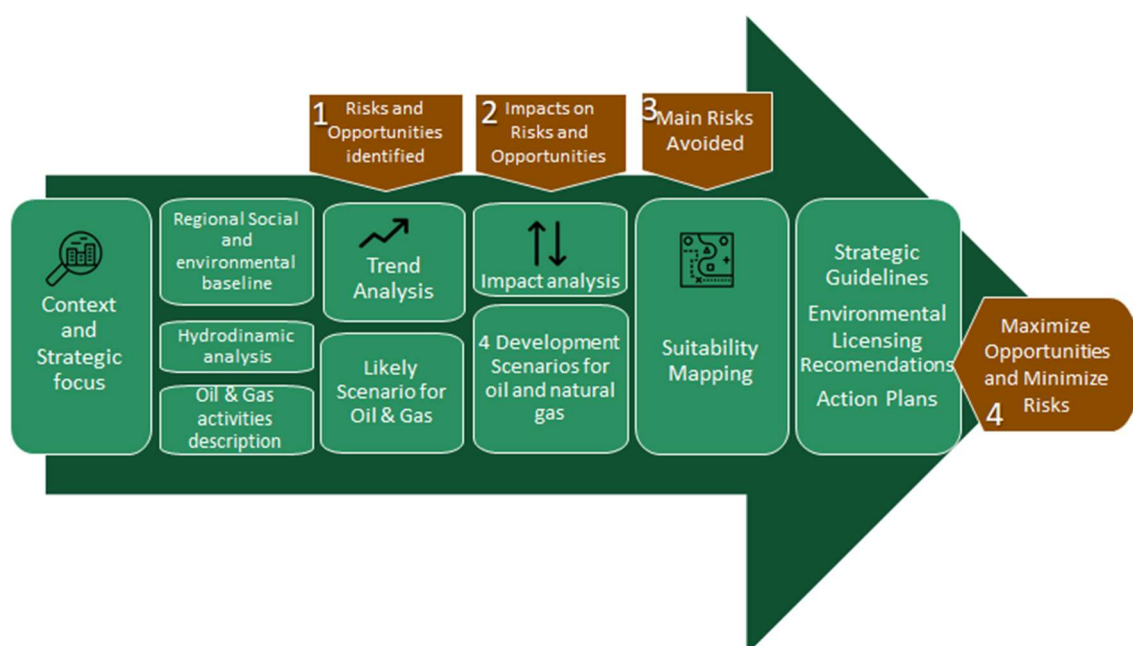 1
Risks and
Opportunities
identified
2
Impacts on
Risks and
Opportunities
3
Main Risks
Avoided
Context
and
Strategic
focus
Regional Social
and
environmental
baseline
Hydrodinamic
analysis
Oil & Gas
activities
description
Trend
Analysis
Likely
Scenario for
Oil & Gas
Impact analysis
4 Development
Scenarios for
oil and natural
gas
Suitability
Mapping
Strategic
Guidelines
Environmental
Licensing
Recomendations
Action Plans
Maximize
Opportunities
and Minimize
Risks
4